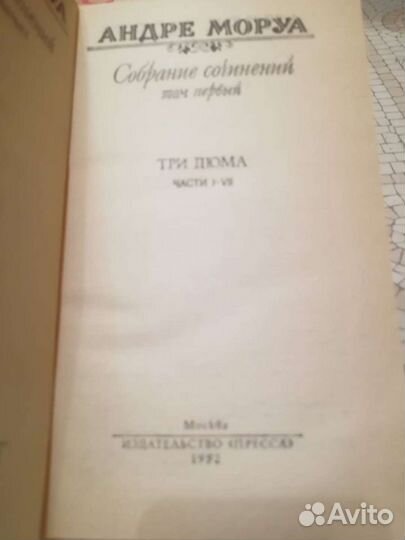 АНДРЕ МОРУА
Собрание сочинений
том первый
ТРИ ДЮМА
ЧАСТИ I-VII
Москва
ИЗДАТЕЛЬСТВО «ПРЕССА»
1992
Avito